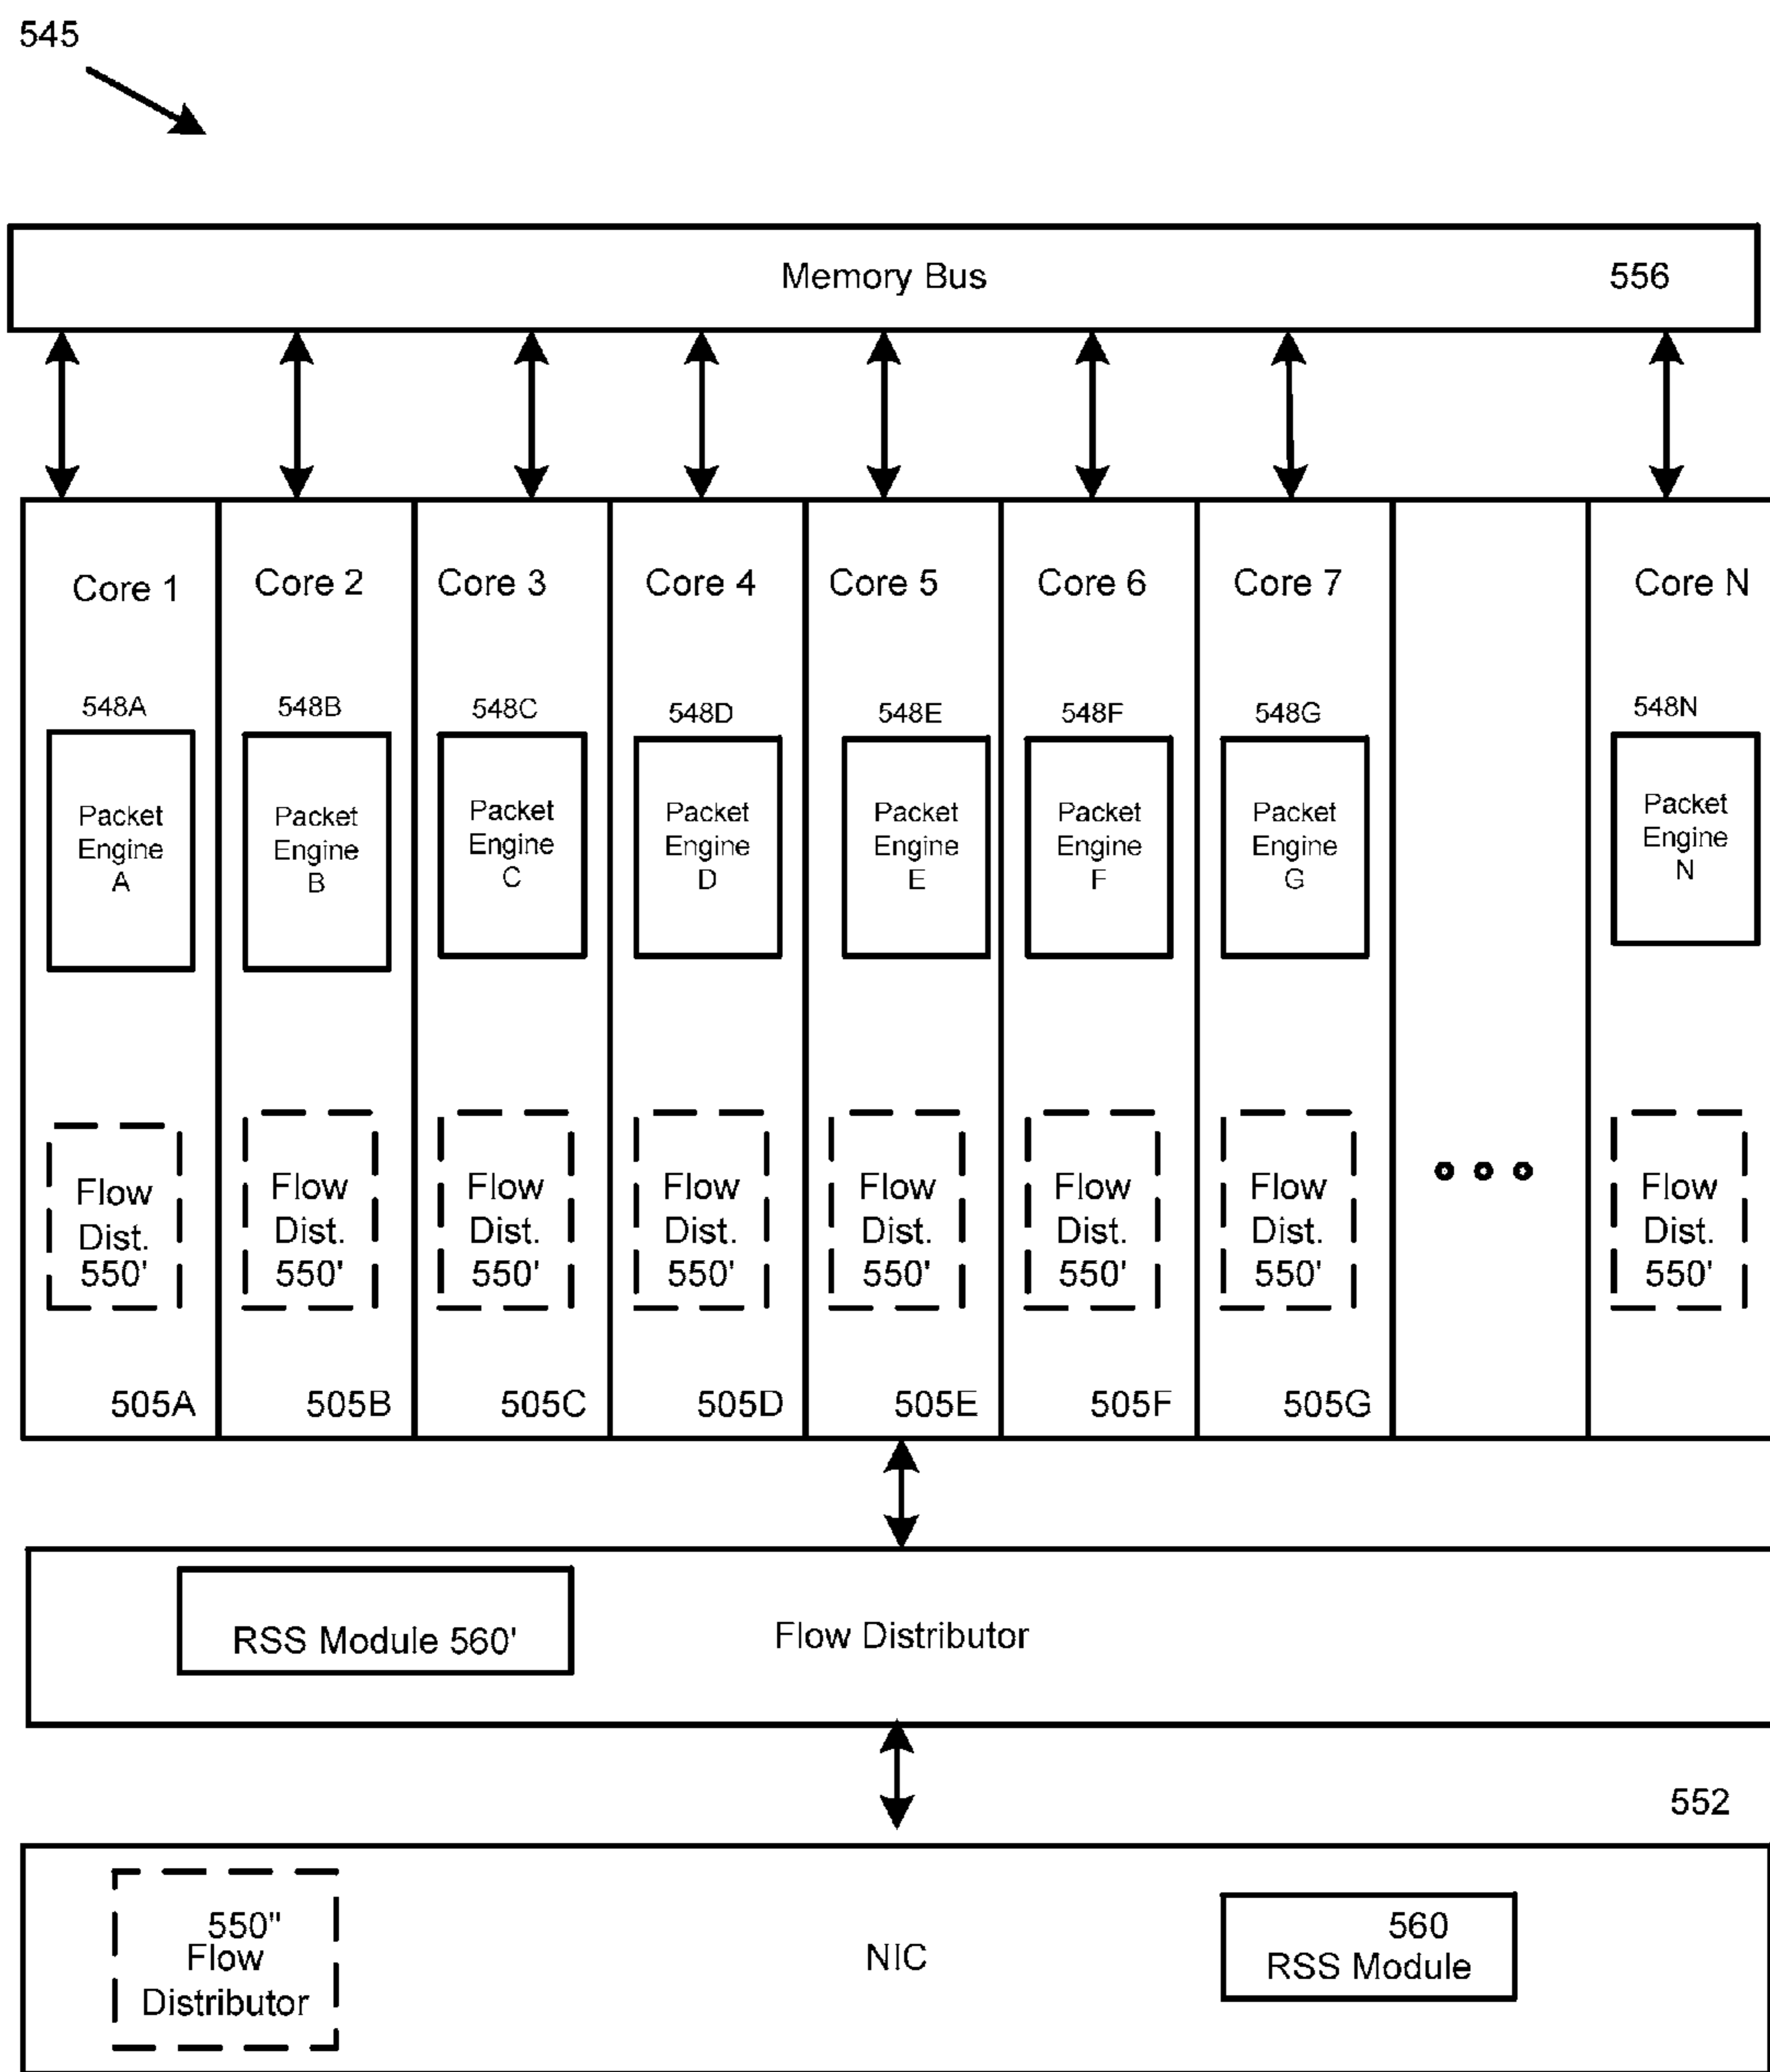 545
Memory Bus 556
Core 1 Core 2 Core 3 Core 4 Core 5 Core 6 Core 7 Core N
548A 548B 548C 548D 548E 548F 548G 548N
Packet Packet Packet Packet Packet Packet Packet Packet
Engine Engine Engine Engine Engine Engine Engine Engine
A B C D E F G N
Flow Flow Flow Flow Flow Flow Flow Flow
Dist. Dist. Dist. Dist. Dist. Dist. Dist. Dist.
550' 550' 550' 550' 550' 550' 550' 550'
505A 505B 505C 505D 505E 505F 505G
RSS Module 560' Flow Distributor
552
550"
Flow
Distributor
NIC
560
RSS Module